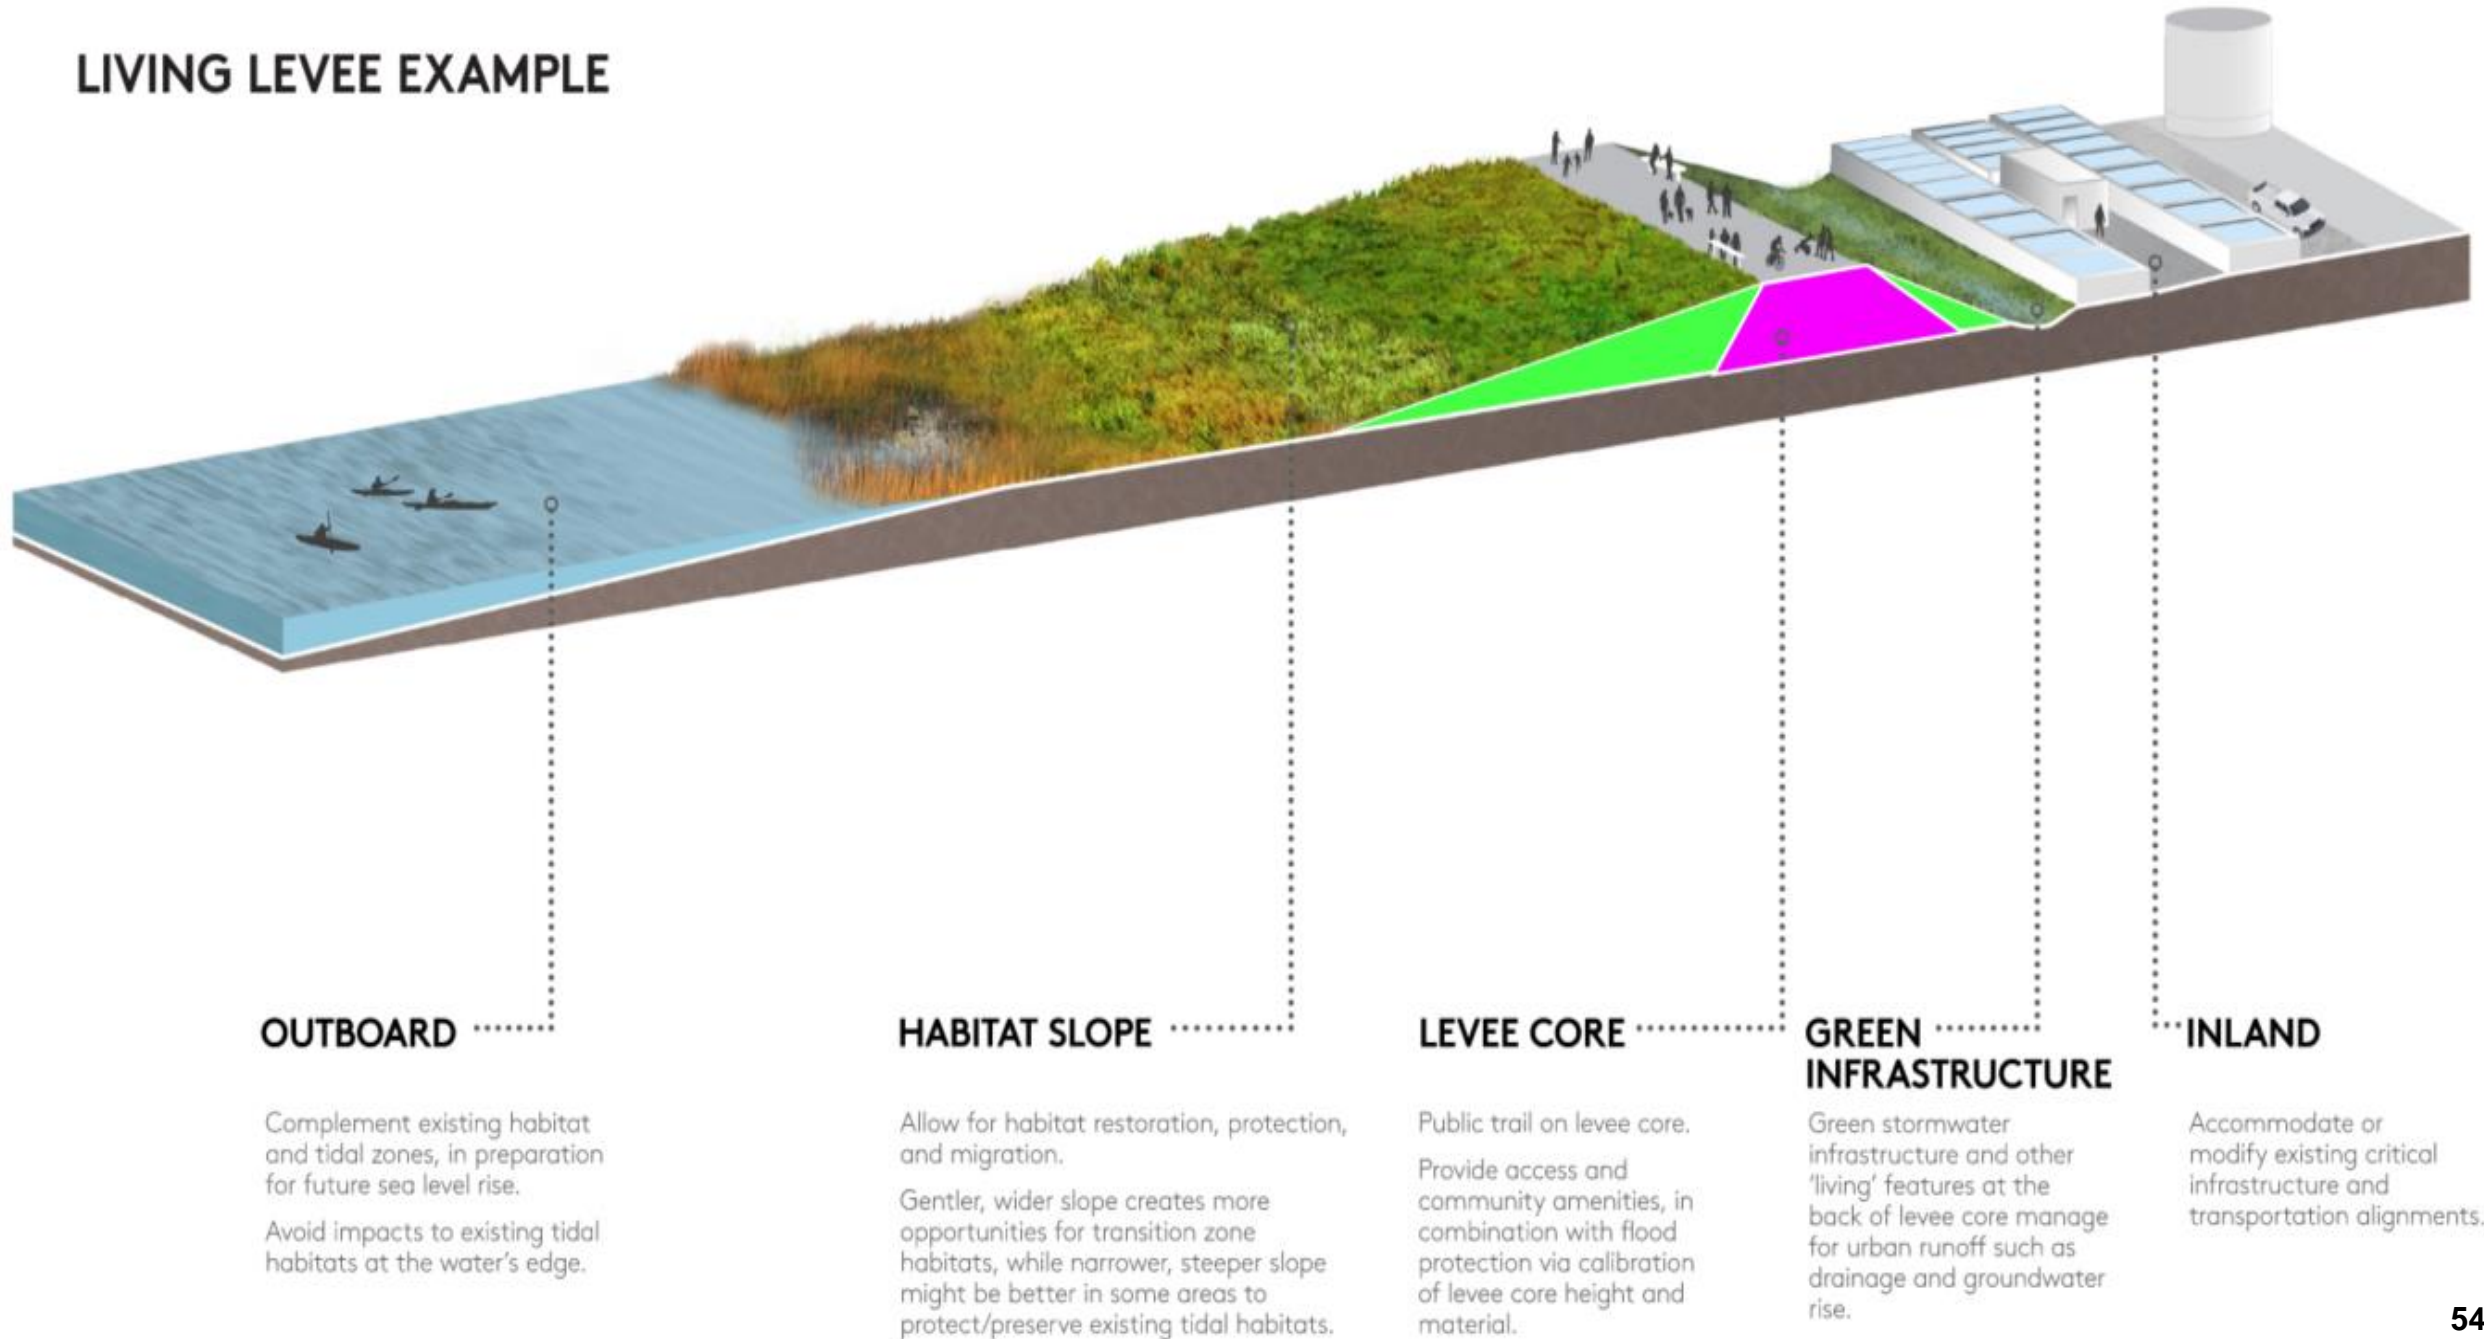 LIVING LEVEE EXAMPLE
OUTBOARD
Complement existing habitat
and tidal zones, in preparation
for future sea level rise.
Avoid impacts to existing tidal
habitats at the water's edge.
HABITAT SLOPE
Allow for habitat restoration, protection,
and migration.
Gentler, wider slope creates more
opportunities for transition zone
habitats, while narrower, steeper slope
might be better in some areas to
protect/preserve existing tidal habitats.
LEVEE CORE
Public trail on levee core.
Provide access and
community amenities, in
combination with flood
protection via calibration
of levee core height and
material.
GREEN
INFRASTRUCTURE
Green stormwater
infrastructure and other
'living' features at the
back of levee core manage
for urban runoff such as
drainage and groundwater
rise.
INLAND
Accommodate or
modify existing critical
infrastructure and
transportation alignments.
54